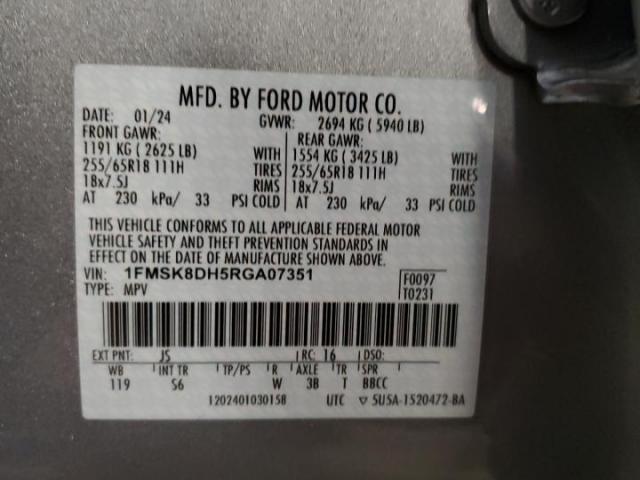 MFD. BY FORD MOTOR CO.
DATE: 01/24 GVWR: 2694 KG ( 5940 LB)
FRONT GAWR: REAR GAWR:
1191 KG ( 2625 LB) WITH 1554 KG ( 3425 LB) WITH
255/65R18 111H TIRES 255/65R18 111H TIRES
18x7.5J RIMS 18x7.5J RIMS
AT 230 kPa/ 33 PSI COLD AT 230 kPa/ 33 PSI COLD
THIS VEHICLE CONFORMS TO ALL APPLICABLE FEDERAL MOTOR
VEHICLE SAFETY AND THEFT PREVENTION STANDARDS IN
EFFECT ON THE DATE OF MANUFACTURE SHOWN ABOVE.
VIN: 1FMSK8DH5RGA07351 F0097
TYPE: MPV T0231
EXT PNT: JS RC: 16 DSO:
WB INT TR TP/PS R AXLE TR SPR
119 S6 W 3B T BBCC
1202401030158 UTC ▽ 5U5A-1520472-BA